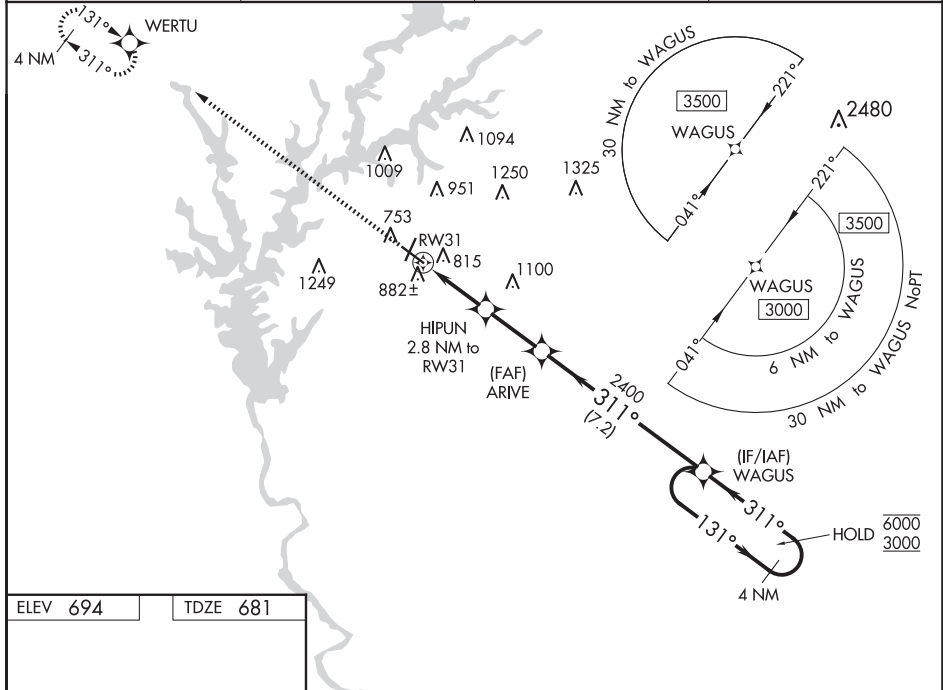 131°
WERTU
4 NM
311°
30 NM to WAGUS
221°
3500
WAGUS
041°
2480
1094
1009
951
1250
1325
753
RW31
815
882±
1249
1100
221°
3500
WAGUS
3000
041°
6 NM to WAGUS
30 NM to WAGUS NoPT
HIPUN
2.8 NM to
RW31
(FAF)
ARIVE
2400
311°
(7.2)
(IF/IAF)
WAGUS
311°
131°
HOLD
6000
3000
4 NM
ELEV 694
TDZE 681